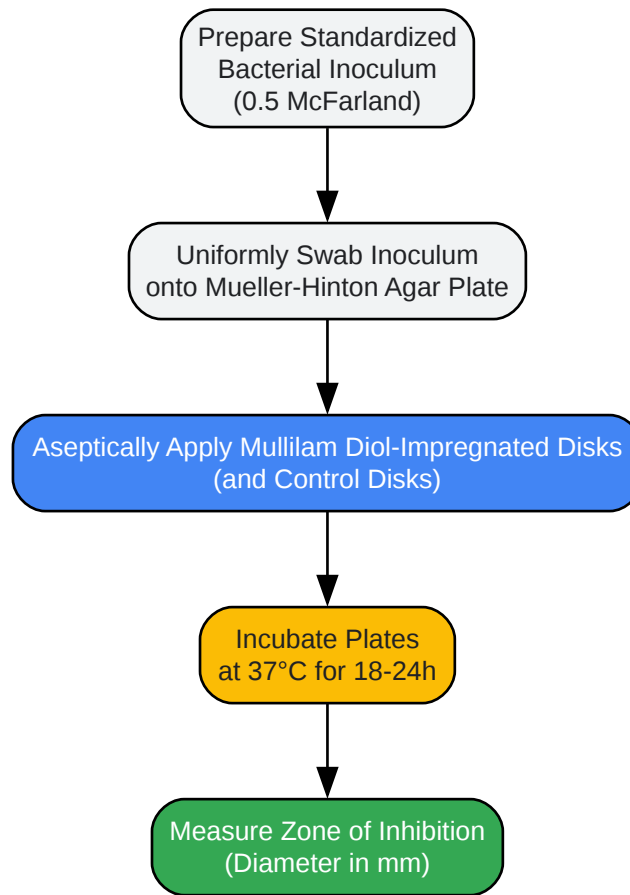 Prepare Standardized
Bacterial Inoculum
(0.5 McFarland)
Uniformly Swab Inoculum
onto Mueller-Hinton Agar Plate
Aseptically Apply Mullilam Diol-Impregnated Disks
(and Control Disks)
Incubate Plates
at 37°C for 18-24h
Measure Zone of Inhibition
(Diameter in mm)